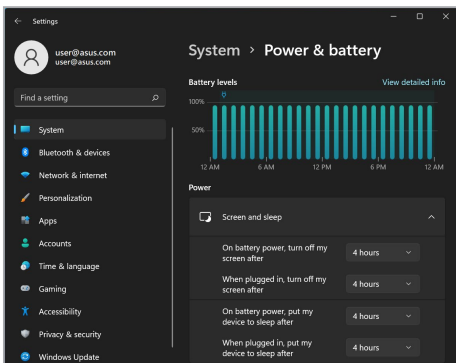 Settings
user@asus.com
user@asus.com
Find a setting
System
Bluetooth & devices
Network & internet
Personalization
Apps
Accounts
Time & language
Gaming
Accessibility
Privacy & security
Windows Update
System > Power & battery
Battery levels View detailed info
100%
50%
12 AM 6 AM 12 PM 6 PM 12 AM
Power
Screen and sleep
On battery power, turn off my
screen after
4 hours
When plugged in, turn off my
screen after
4 hours
On battery power, put my
device to sleep after
4 hours
When plugged in, put my
device to sleep after
4 hours